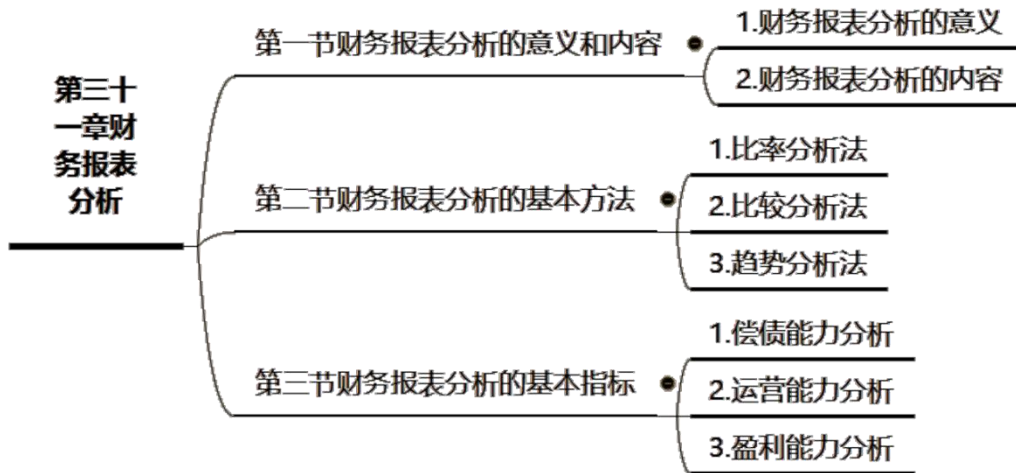 第三十
一章财
务报表
分析
第一节财务报表分析的意义和内容
1.财务报表分析的意义
2.财务报表分析的内容
第二节财务报表分析的基本方法
1.比率分析法
2.比较分析法
3.趋势分析法
第三节财务报表分析的基本指标
1.偿债能力分析
2.运营能力分析
3.盈利能力分析